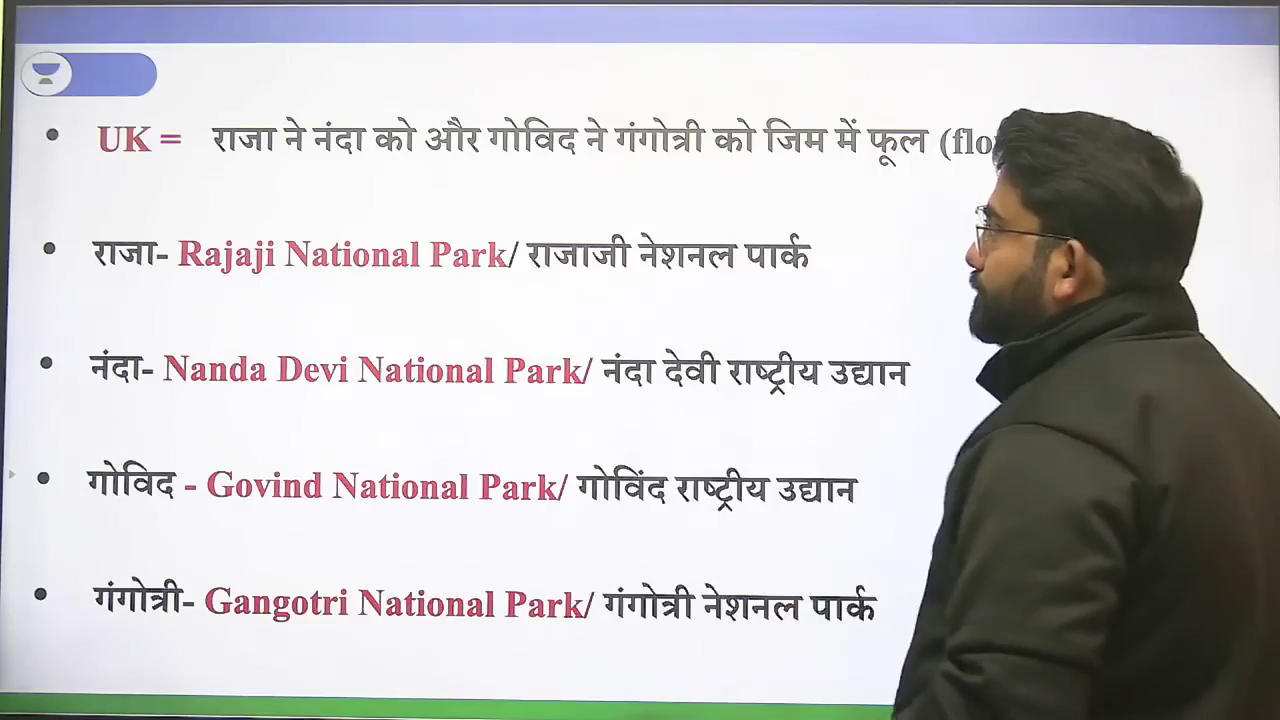 UK = राजा ने नंदा को और गोविद ने गंगोत्री को जिम में फूल (flo
राजा- Rajaji National Park/ राजाजी नेशनल पार्क
नंदा- Nanda Devi National Park/ नंदा देवी राष्ट्रीय उद्यान
गोविद - Govind National Park/ गोविंद राष्ट्रीय उद्यान
गंगोत्री- Gangotri National Park/ गंगोत्री नेशनल पार्क